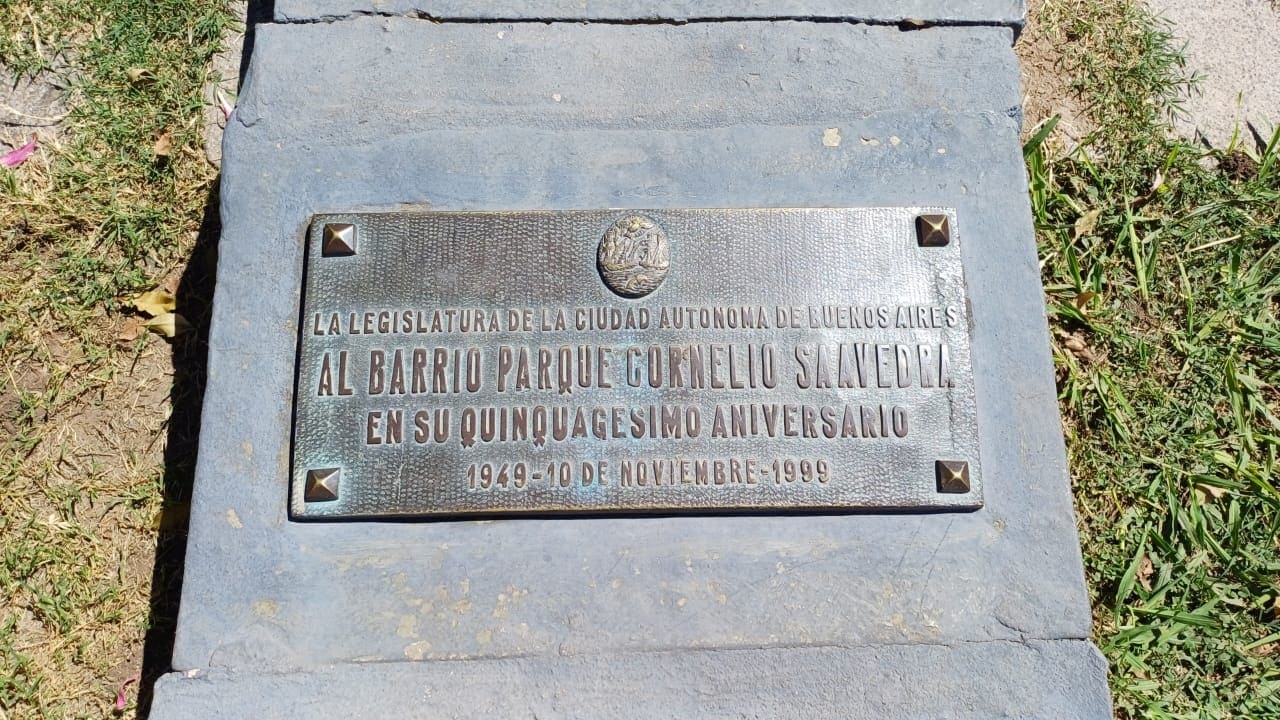 LA LEGISLATURA DE LA CIUDAD AUTONOMA DE BUENOS AIRES
AL BARRIO PARQUE CORNELIO SAAVEDRA
EN SU QUINQUAGESIMO ANIVERSARIO
1949-10 DE NOVIEMBRE-1999